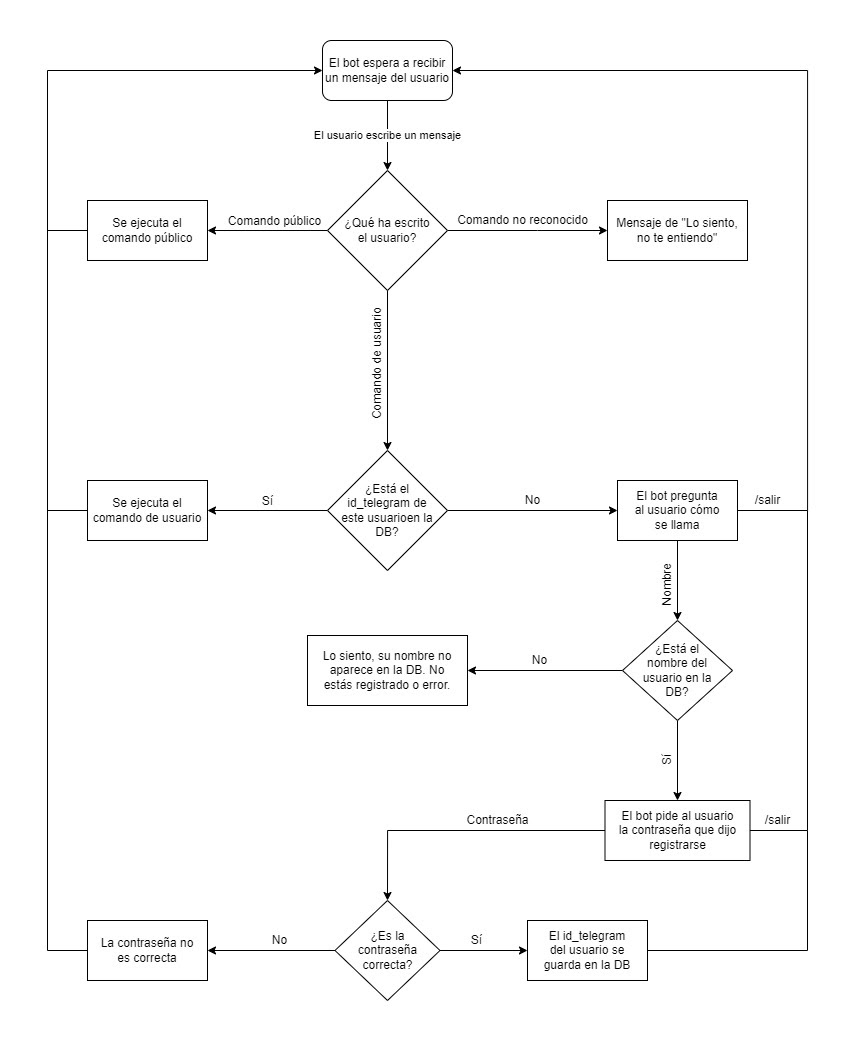 El bot espera a recibir
un mensaje del usuario
El usuario escribe un mensaje
Se ejecuta el
comando público
Comando público
¿Qué ha escrito
el usuario?
Comando no reconocido
Mensaje de "Lo siento,
no te entiendo"
Comando de usuario
Se ejecuta el
comando de usuario
Sí
¿Está el
id_telegram de
este usuarioen la
DB?
No
El bot pregunta
al usuario cómo
se llama
/salir
Nombre
Lo siento, su nombre no
aparece en la DB. No
estás registrado o error.
No
¿Está el
nombre del
usuario en la
DB?
Sí
El bot pide al usuario
la contraseña que dijo
registrarse
/salir
Contraseña
La contraseña no
es correcta
No
¿Es la
contraseña
correcta?
Sí
El id_telegram
del usuario se
guarda en la DB